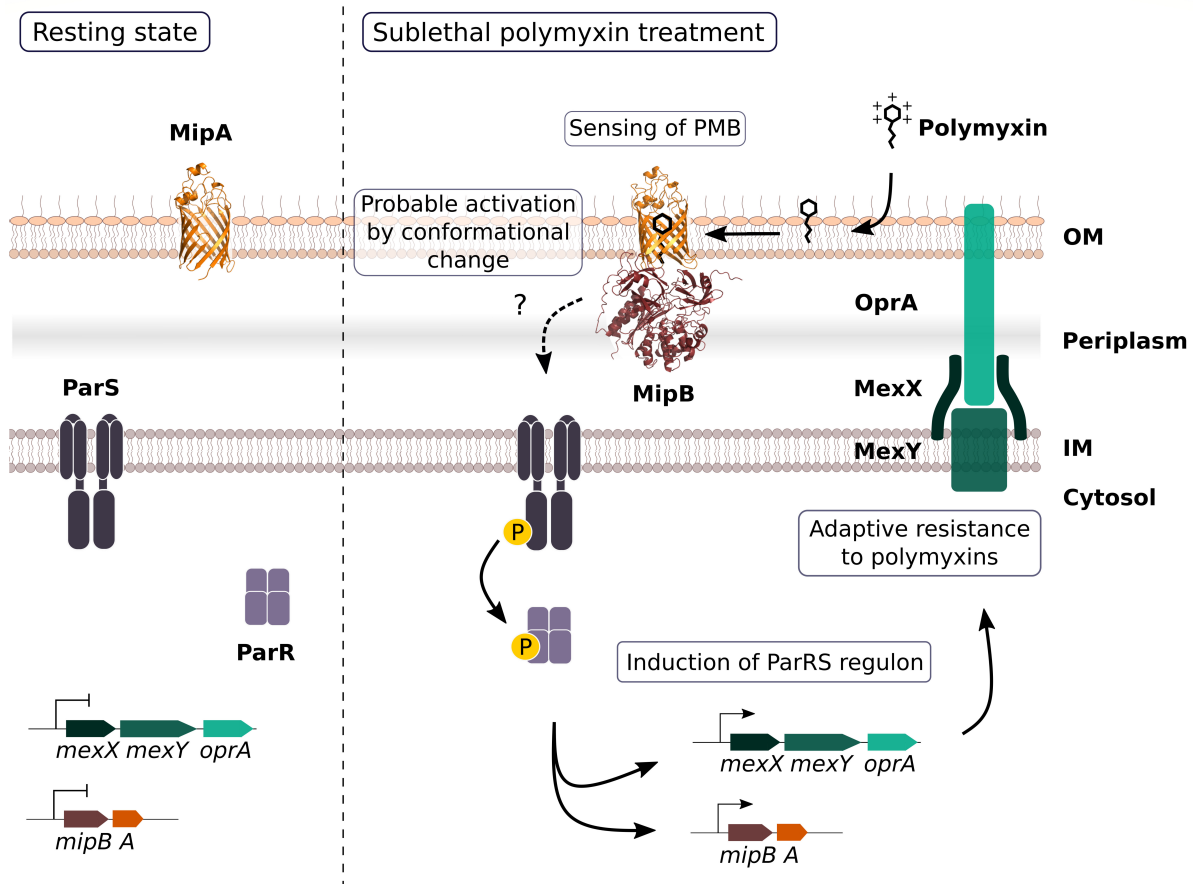 Resting state
Sublethal polymyxin treatment
MipA
Sensing of PMB
+
+ +
+ +
Polymyxin
Probable activation
by conformational
change
OM
?
OprA
Periplasm
ParS
MipB
MexX
MexY
IM
Cytosol
P
Adaptive resistance
to polymyxins
ParR
P
Induction of ParRS regulon
mexX mexY oprA
mexX mexY oprA
mipB A
mipB A